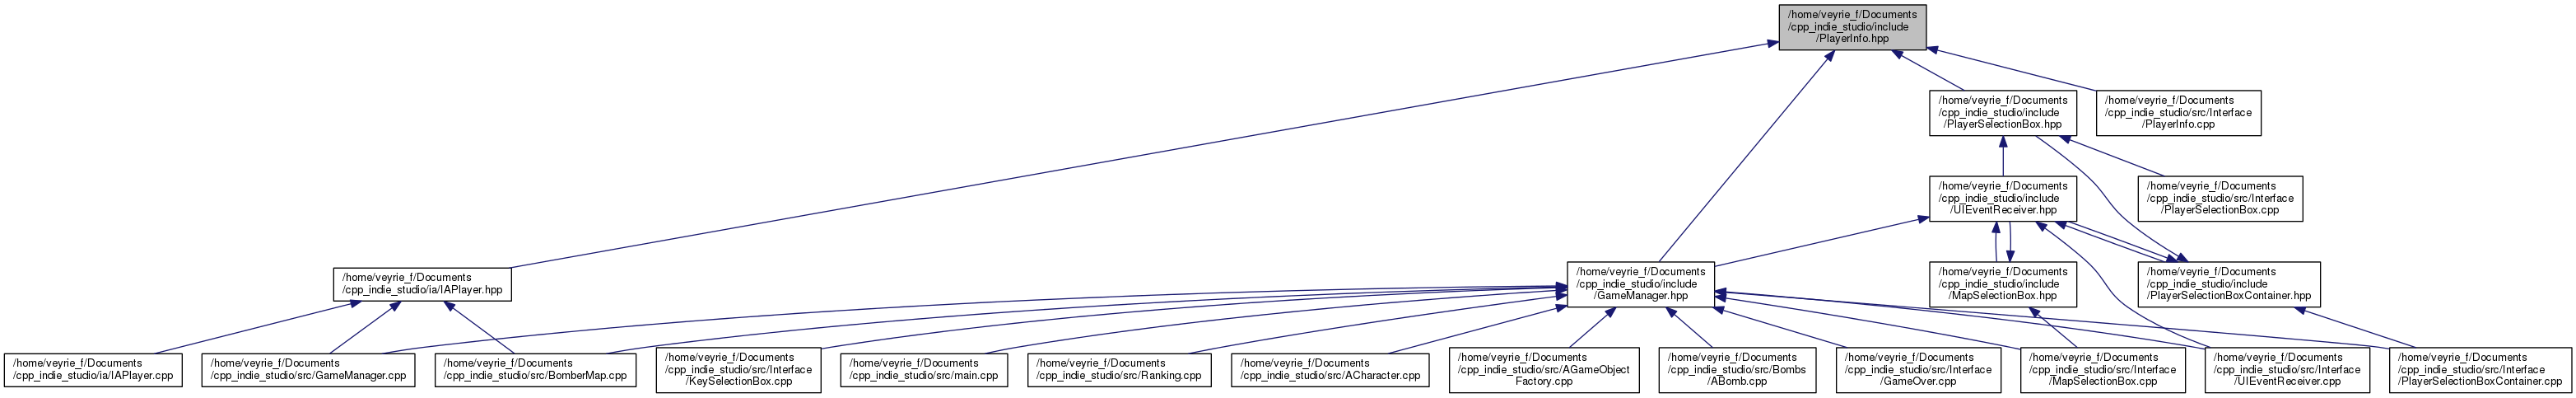 /home/veyrie_f/Documents
/cpp_indie_studio/include
/PlayerInfo.hpp
/home/veyrie_f/Documents
/cpp_indie_studio/include
/PlayerSelectionBox.hpp
/home/veyrie_f/Documents
/cpp_indie_studio/src/Interface
/PlayerInfo.cpp
/home/veyrie_f/Documents
/cpp_indie_studio/include
/UIEventReceiver.hpp
/home/veyrie_f/Documents
/cpp_indie_studio/src/Interface
/PlayerSelectionBox.cpp
/home/veyrie_f/Documents
/cpp_indie_studio/ia/IAPlayer.hpp
/home/veyrie_f/Documents
/cpp_indie_studio/include
/GameManager.hpp
/home/veyrie_f/Documents
/cpp_indie_studio/include
/MapSelectionBox.hpp
/home/veyrie_f/Documents
/cpp_indie_studio/include
/PlayerSelectionBoxContainer.hpp
/home/veyrie_f/Documents
/cpp_indie_studio/ia/IAPlayer.cpp
/home/veyrie_f/Documents
/cpp_indie_studio/src/GameManager.cpp
/home/veyrie_f/Documents
/cpp_indie_studio/src/BomberMap.cpp
/home/veyrie_f/Documents
/cpp_indie_studio/src/Interface
/KeySelectionBox.cpp
/home/veyrie_f/Documents
/cpp_indie_studio/src/main.cpp
/home/veyrie_f/Documents
/cpp_indie_studio/src/Ranking.cpp
/home/veyrie_f/Documents
/cpp_indie_studio/src/ACharacter.cpp
/home/veyrie_f/Documents
/cpp_indie_studio/src/AGameObject
Factory.cpp
/home/veyrie_f/Documents
/cpp_indie_studio/src/Bombs
/ABomb.cpp
/home/veyrie_f/Documents
/cpp_indie_studio/src/Interface
/GameOver.cpp
/home/veyrie_f/Documents
/cpp_indie_studio/src/Interface
/MapSelectionBox.cpp
/home/veyrie_f/Documents
/cpp_indie_studio/src/Interface
/UIEventReceiver.cpp
/home/veyrie_f/Documents
/cpp_indie_studio/src/Interface
/PlayerSelectionBoxContainer.cpp